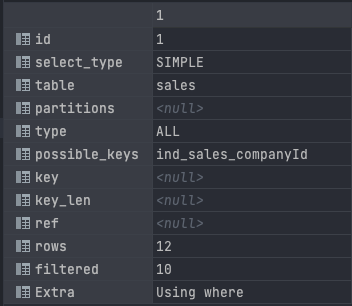 1
id 1
select_type SIMPLE
table sales
partitions <null>
type ALL
possible_keys ind_sales_companyId
key <null>
key_len <null>
ref <null>
rows 12
filtered 10
Extra Using where